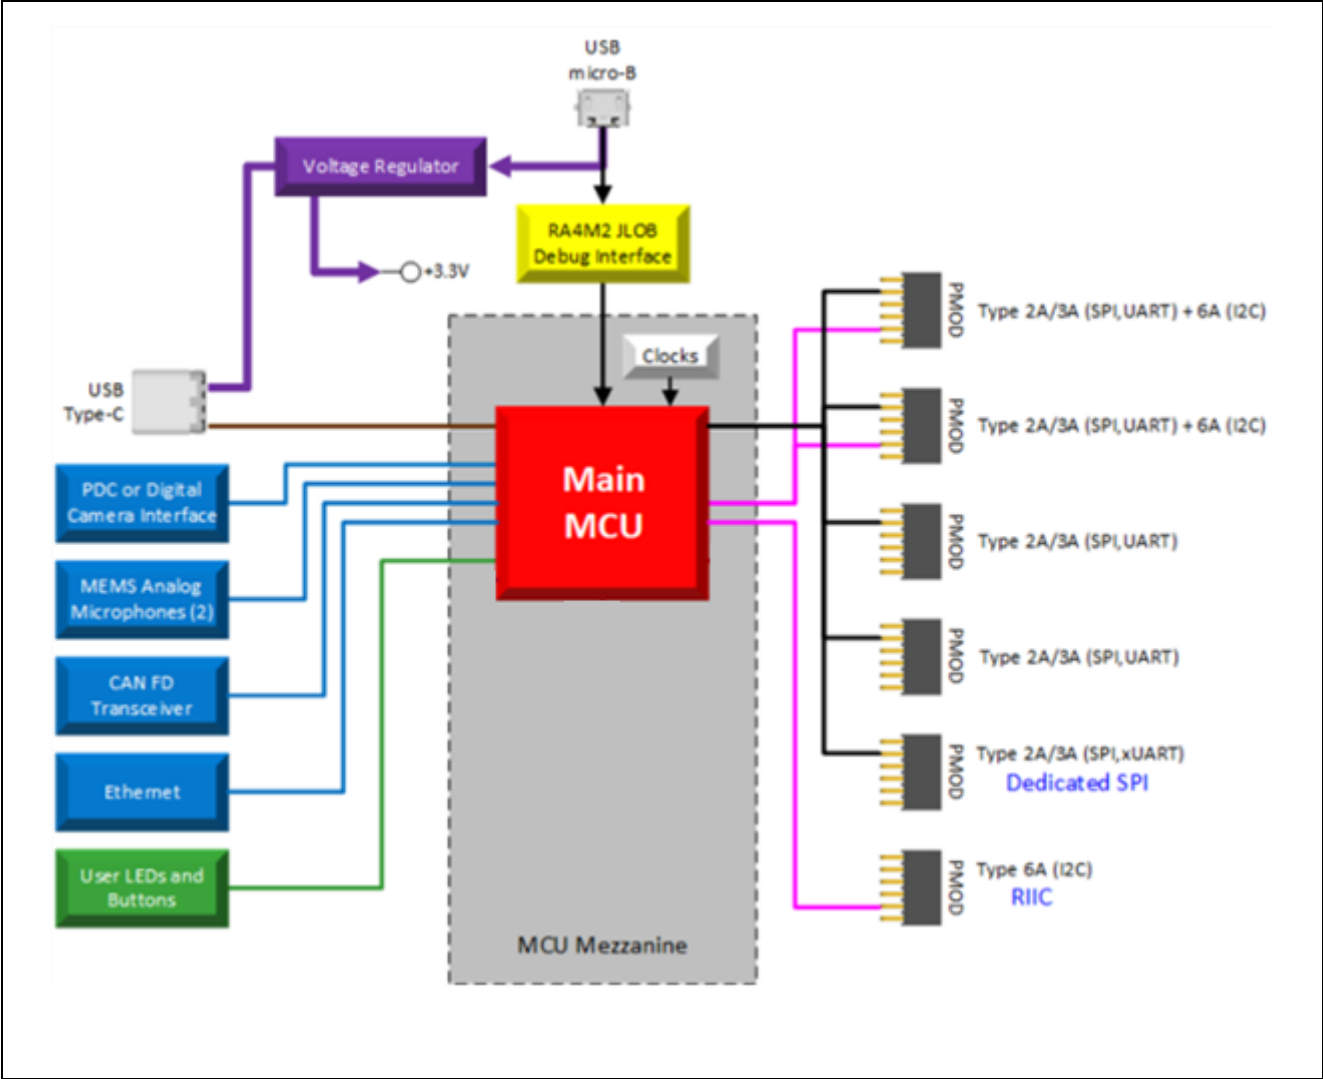 USB
micro-B
Voltage Regulator
RA4M2 JLOB
Debug Interface
+3.3V
Clocks
USB
Type-C
Main
MCU
PDC or Digital
Camera Interface
MEMS Analog
Microphones (2)
CAN FD
Transceiver
Ethernet
User LEDs and
Buttons
MCU Mezzanine
PMOD
Type 2A/3A (SPI,UART) + 6A (I2C)
PMOD
Type 2A/3A (SPI,UART) + 6A (I2C)
PMOD
Type 2A/3A (SPI,UART)
PMOD
Type 2A/3A (SPI,UART)
PMOD
Type 2A/3A (SPI,xUART)
Dedicated SPI
PMOD
Type 6A (I2C)
RIIC